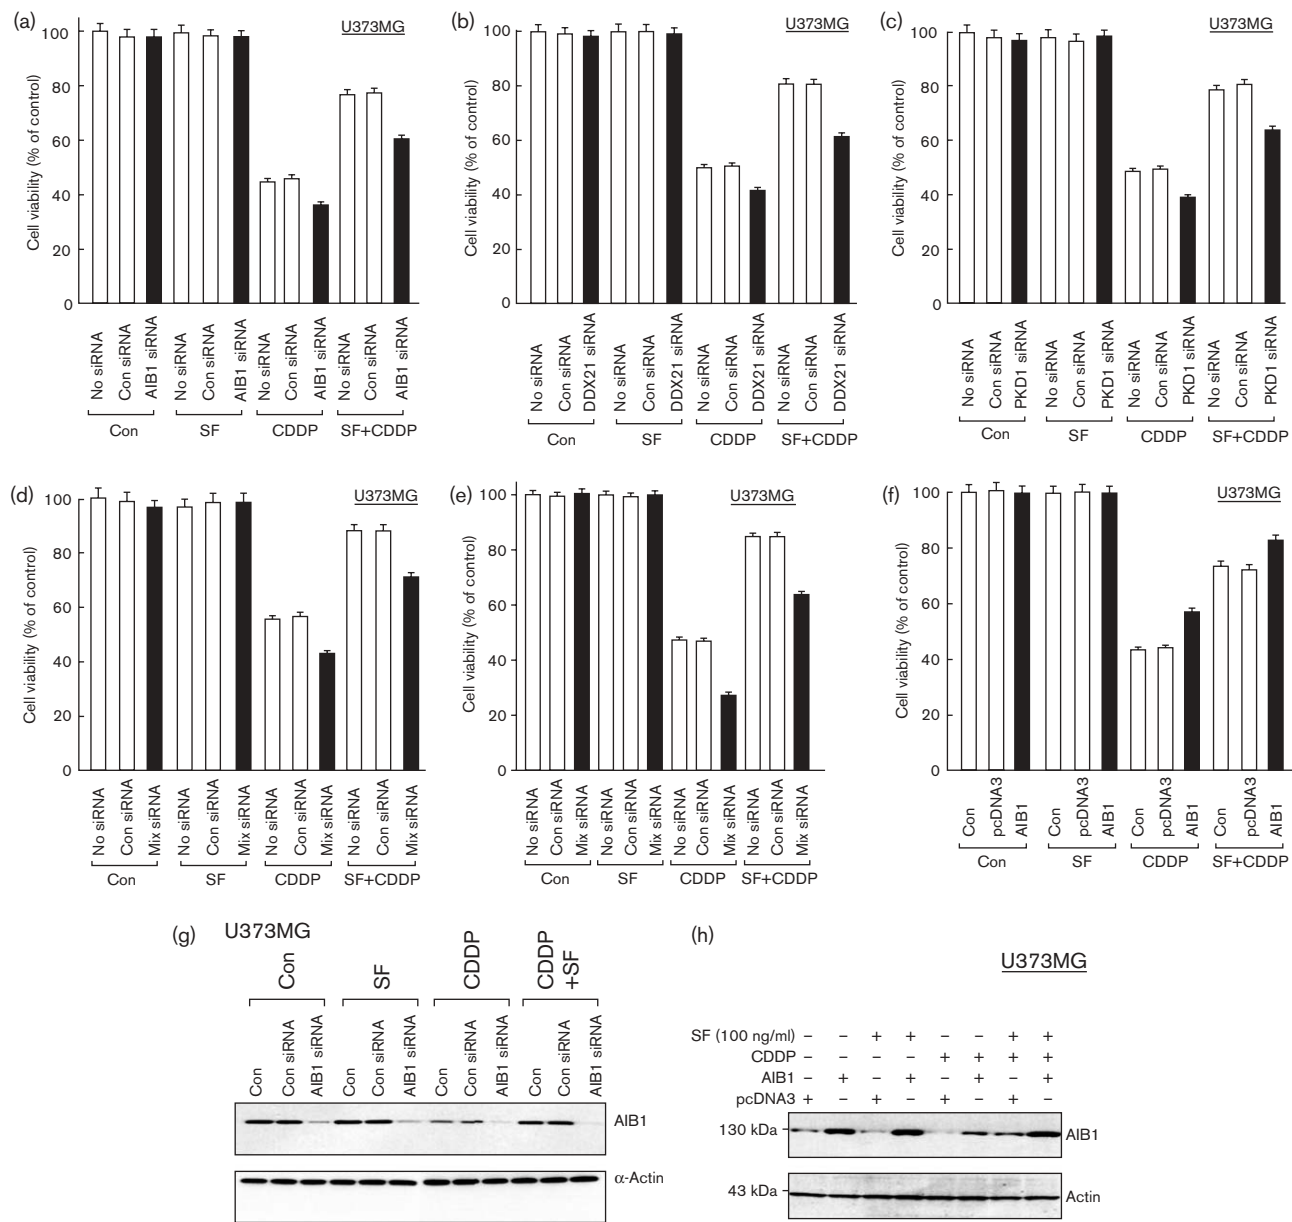 (a)
U373MG
Cell viability (% of control)
100
80
60
40
20
0
No siRNA
Con siRNA
AIB1 siRNA
No siRNA
Con siRNA
AIB1 siRNA
No siRNA
Con siRNA
AIB1 siRNA
No siRNA
Con siRNA
AIB1 siRNA
Con SF CDDP SF+CDDP
(b)
U373MG
Cell viability (% of control)
100
80
60
40
20
0
No siRNA
Con siRNA
DDX21 siRNA
No siRNA
Con siRNA
DDX21 siRNA
No siRNA
Con siRNA
DDX21 siRNA
No siRNA
Con siRNA
DDX21 siRNA
Con SF CDDP SF+CDDP
(c)
U373MG
Cell viability (% of control)
100
80
60
40
20
0
No siRNA
Con siRNA
PKD1 siRNA
No siRNA
Con siRNA
PKD1 siRNA
No siRNA
Con siRNA
PKD1 siRNA
No siRNA
Con siRNA
PKD1 siRNA
Con SF CDDP SF+CDDP
(d)
U373MG
Cell viability (% of control)
100
80
60
40
20
0
No siRNA
Con siRNA
Mix siRNA
No siRNA
Con siRNA
Mix siRNA
No siRNA
Con siRNA
Mix siRNA
No siRNA
Con siRNA
Mix siRNA
Con SF CDDP SF+CDDP
(e)
U373MG
Cell viability (% of control)
100
80
60
40
20
0
No siRNA
Con siRNA
Mix siRNA
No siRNA
Con siRNA
Mix siRNA
No siRNA
Con siRNA
Mix siRNA
No siRNA
Con siRNA
Mix siRNA
Con SF CDDP SF+CDDP
(f)
U373MG
Cell viability (% of control)
100
80
60
40
20
0
Con
pcDNA3
AIB1
Con
pcDNA3
AIB1
Con
pcDNA3
AIB1
Con
pcDNA3
AIB1
Con SF CDDP SF+CDDP
(g)
U373MG
Con
SF
CDDP
CDDP
+SF
Con
Con siRNA
AIB1 siRNA
Con
Con siRNA
AIB1 siRNA
Con
Con siRNA
AIB1 siRNA
Con
Con siRNA
AIB1 siRNA
AIB1
α-Actin
(h)
U373MG
SF (100 ng/ml) – – + + – – + +
CDDP – – – – + + + +
AIB1 – + – + – + – +
pcDNA3 + – + – + – + –
130 kDa AIB1
43 kDa Actin